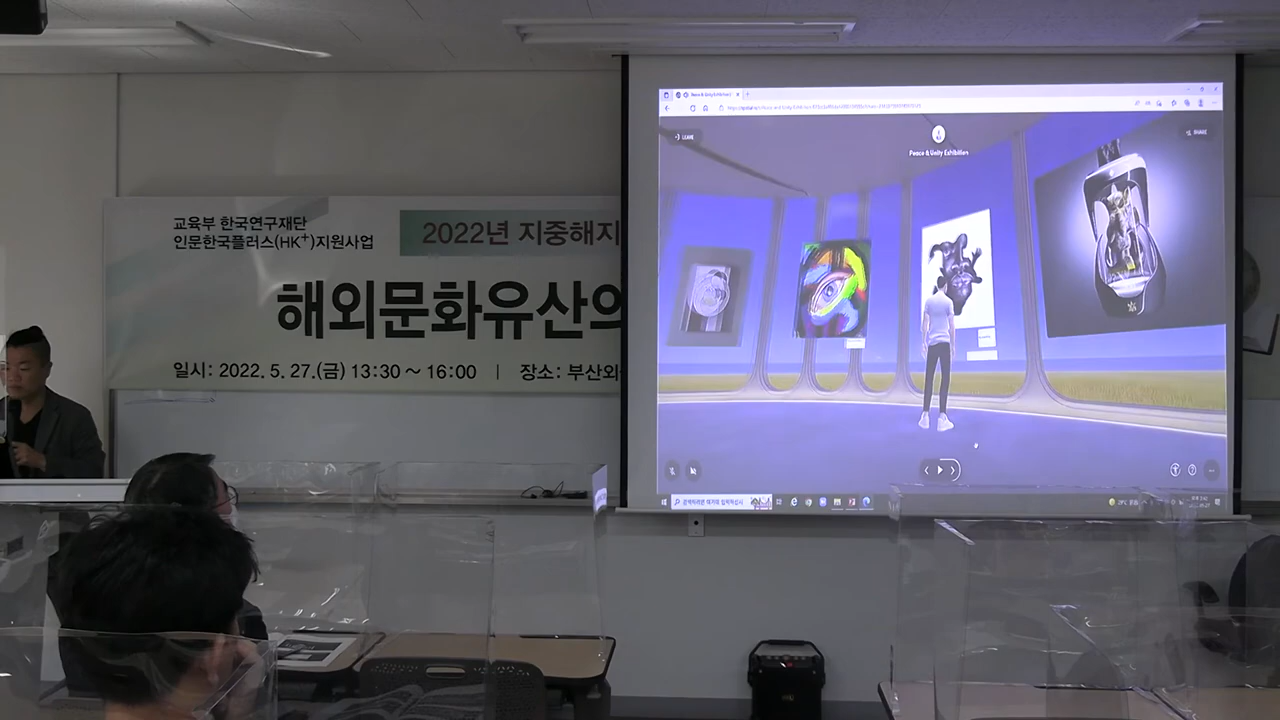 교육부 한국연구재단
인문한국플러스(HK+)지원사업
2022년 지중해지
해외문화유산의
일시: 2022. 5. 27.(금) 13:30 ~ 16:00 | 장소: 부산외
Peace & Unity Exhibition
LEAVE
SHARE
Peace & Unity Exhibition